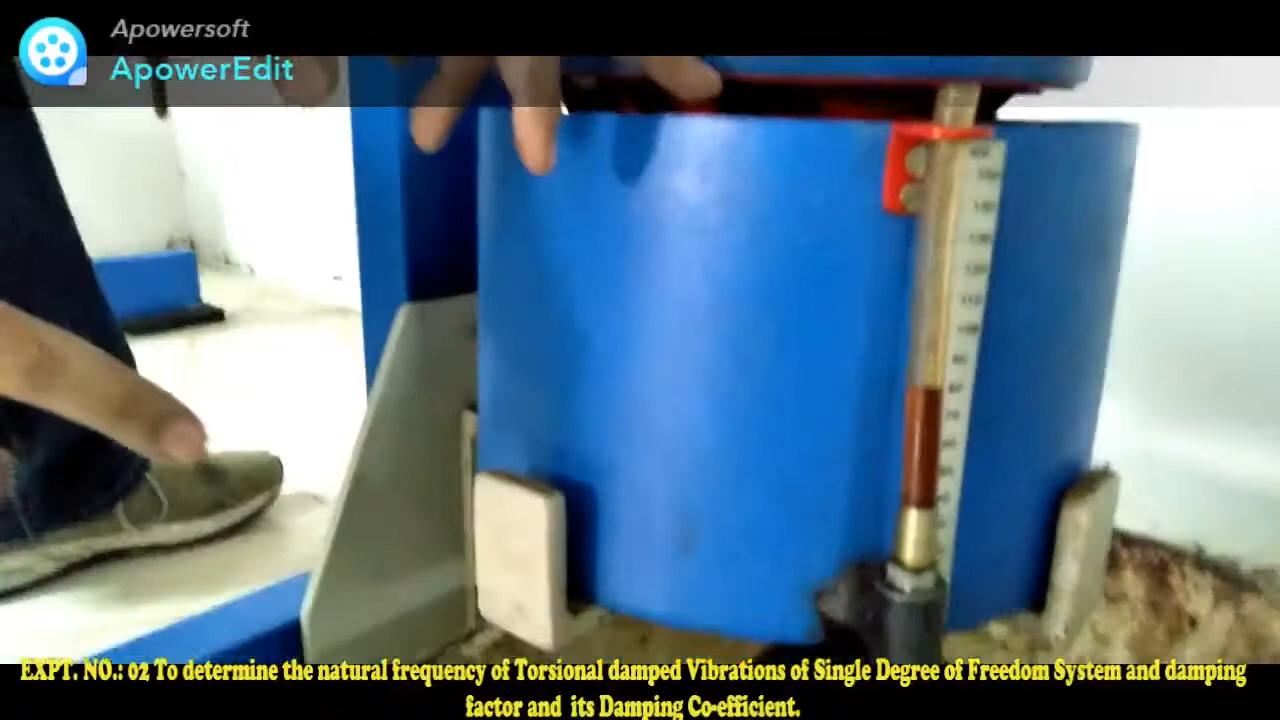 Apowersoft
ApowerEdit
EXPT. NO.: 02 To determine the natural frequency of Torsional damped Vibrations of Single Degree of Freedom System and damping
factor and its Damping Co-efficient.